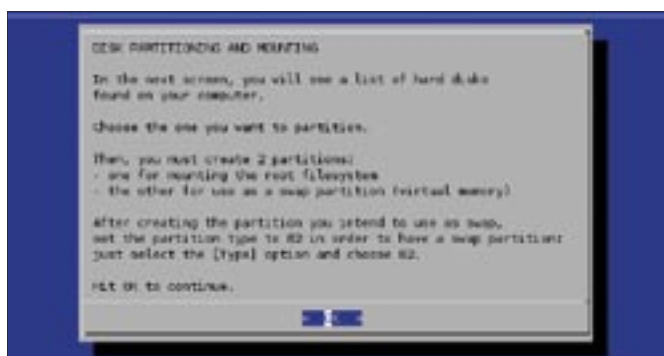 DISK PARTITIONING AND MOUNTING
In the next screen, you will see a list of hard disks
found on your computer.
Choose the one you want to partition.
Then, you must create 2 partitions:
- one for mounting the root filesystem
- the other for use as a swap partition (virtual memory)
After creating the partition you intend to use as swap,
set the partition type to 82 in order to have a swap partition:
just select the [Type] option and choose 82.
Hit OK to continue.
< OK >